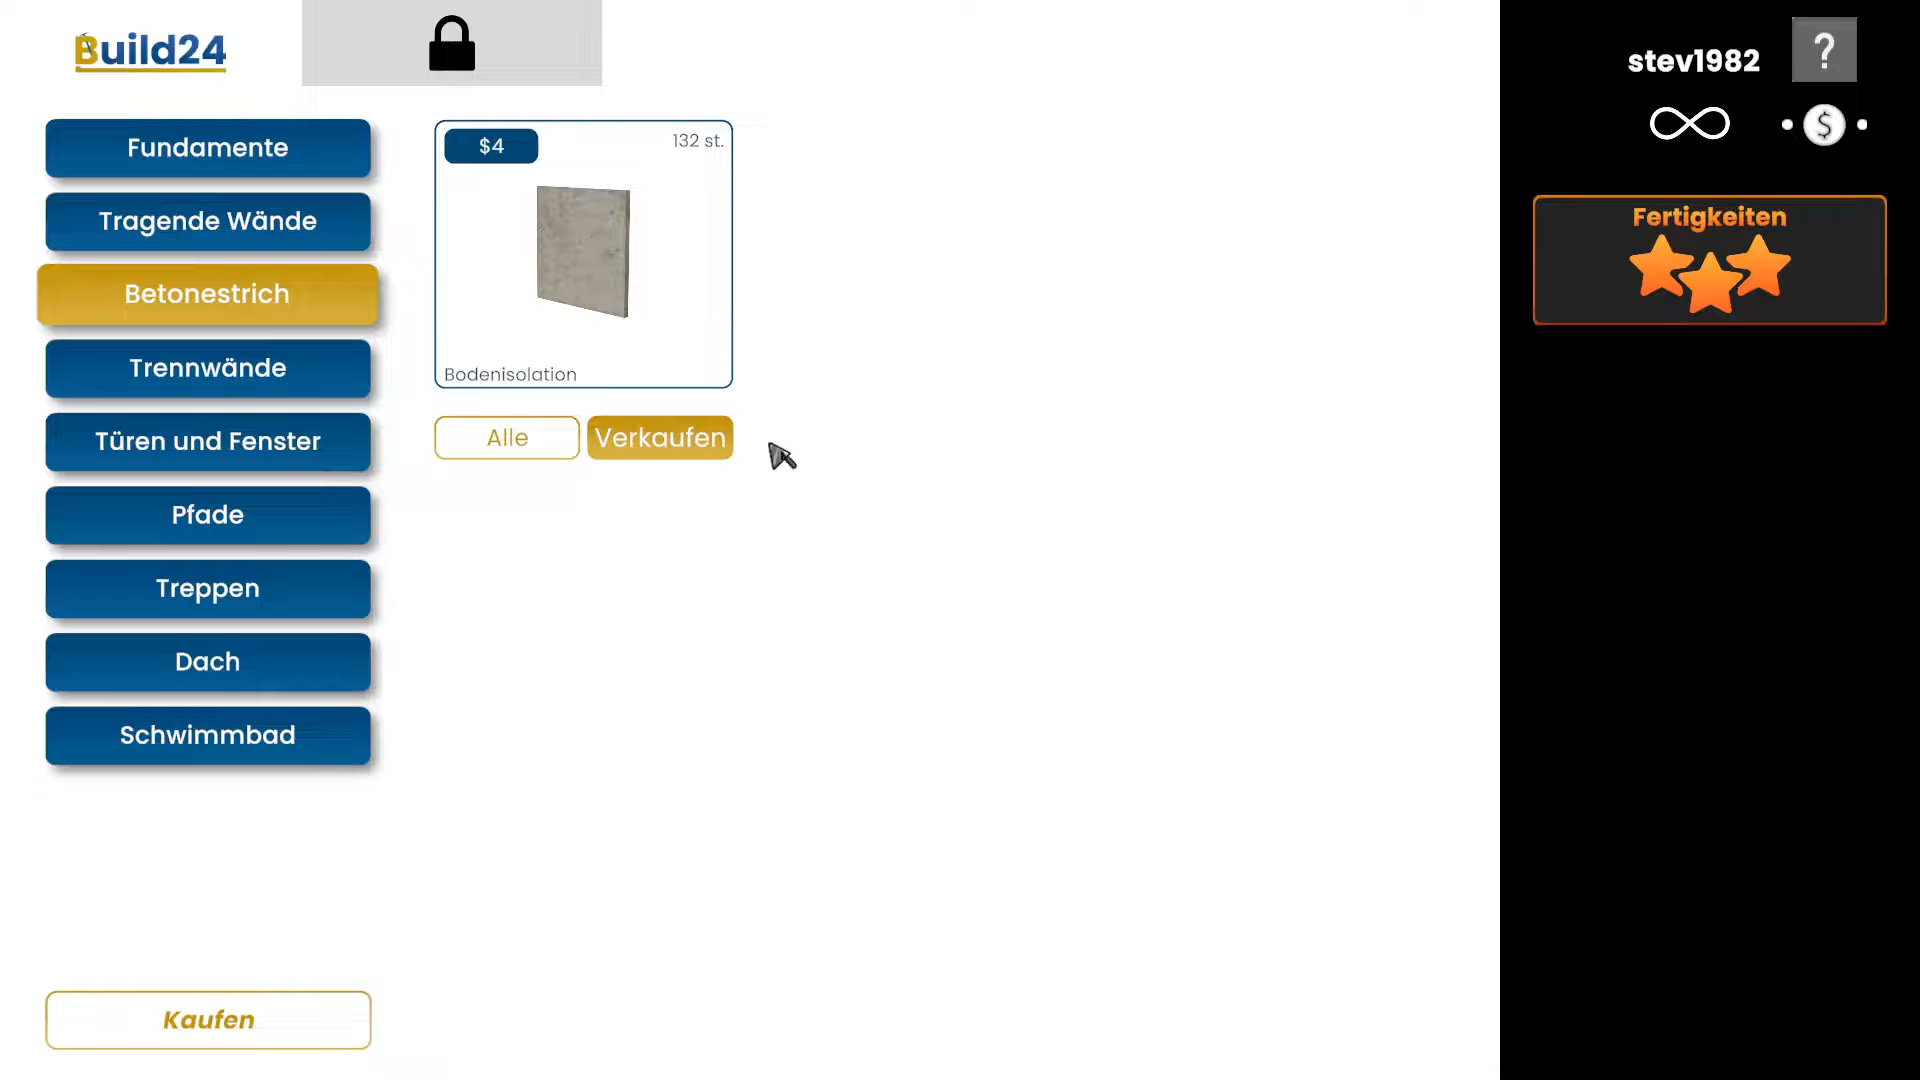 Build24
stev1982
?
$
Fertigkeiten
Fundamente
Tragende Wände
Betonestrich
Trennwände
Türen und Fenster
Pfade
Treppen
Dach
Schwimmbad
Kaufen
$4
132 st.
Bodenisolation
Alle
Verkaufen